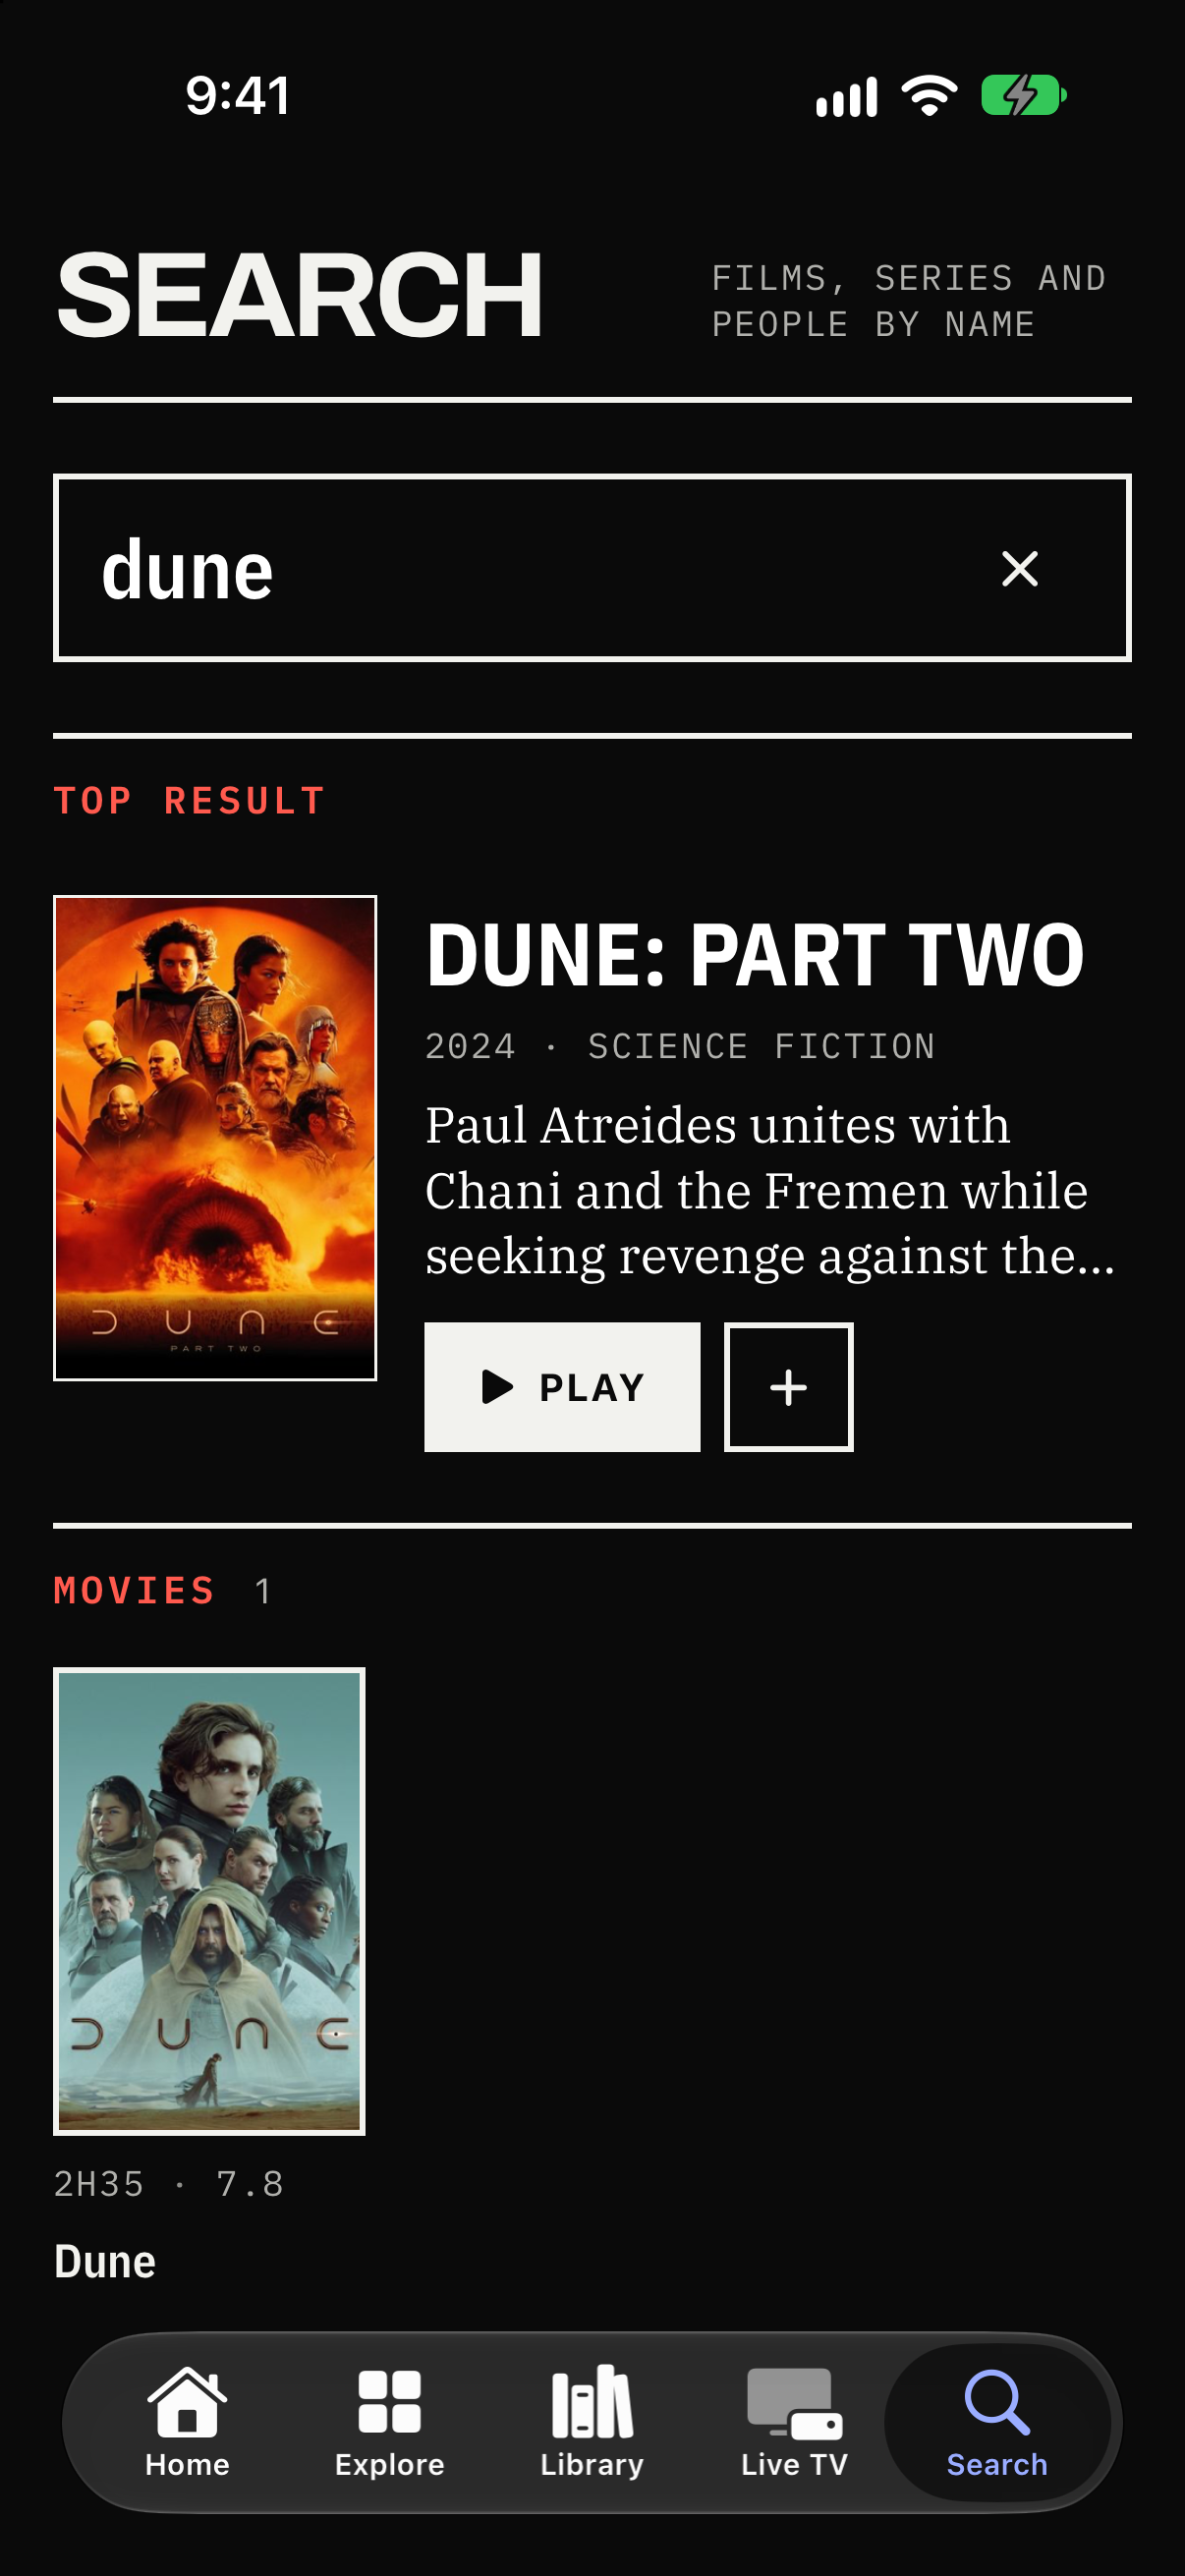 9:41
SEARCH
FILMS, SERIES AND
PEOPLE BY NAME
dune
TOP RESULT
DUNE
PART TWO
DUNE: PART TWO
2024 · SCIENCE FICTION
Paul Atreides unites with
Chani and the Fremen while
seeking revenge against the...
PLAY
MOVIES 1
DUNE
2H35 · 7.8
Dune
Home
Explore
Library
Live TV
Search